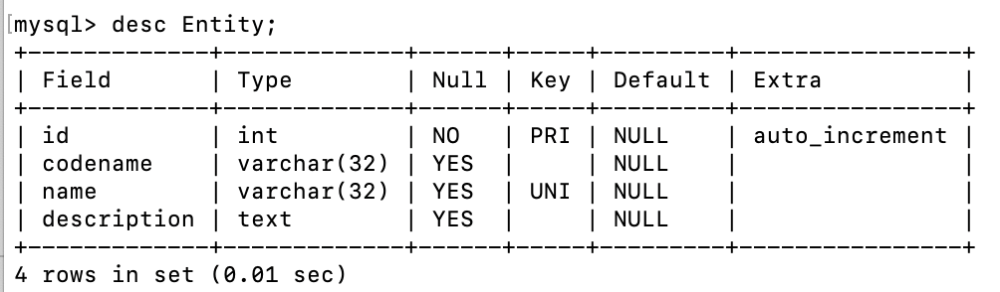 [mysql> desc Entity;
+-------------+-------------+------+-----+---------+----------------+
| Field       | Type        | Null | Key | Default | Extra          |
+-------------+-------------+------+-----+---------+----------------+
| id          | int         | NO   | PRI | NULL    | auto_increment |
| codename    | varchar(32) | YES  |     | NULL    |                |
| name        | varchar(32) | YES  | UNI | NULL    |                |
| description | text        | YES  |     | NULL    |                |
+-------------+-------------+------+-----+---------+----------------+
4 rows in set (0.01 sec)